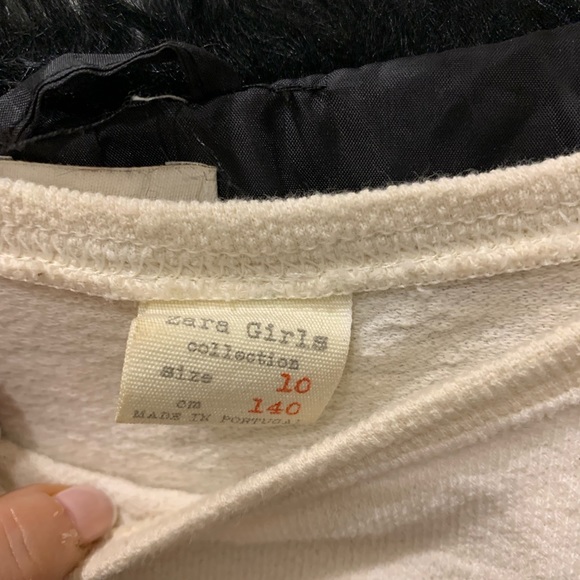 Zara Girls
collection
size 10
cm 140
MADE IN PORTUGAL